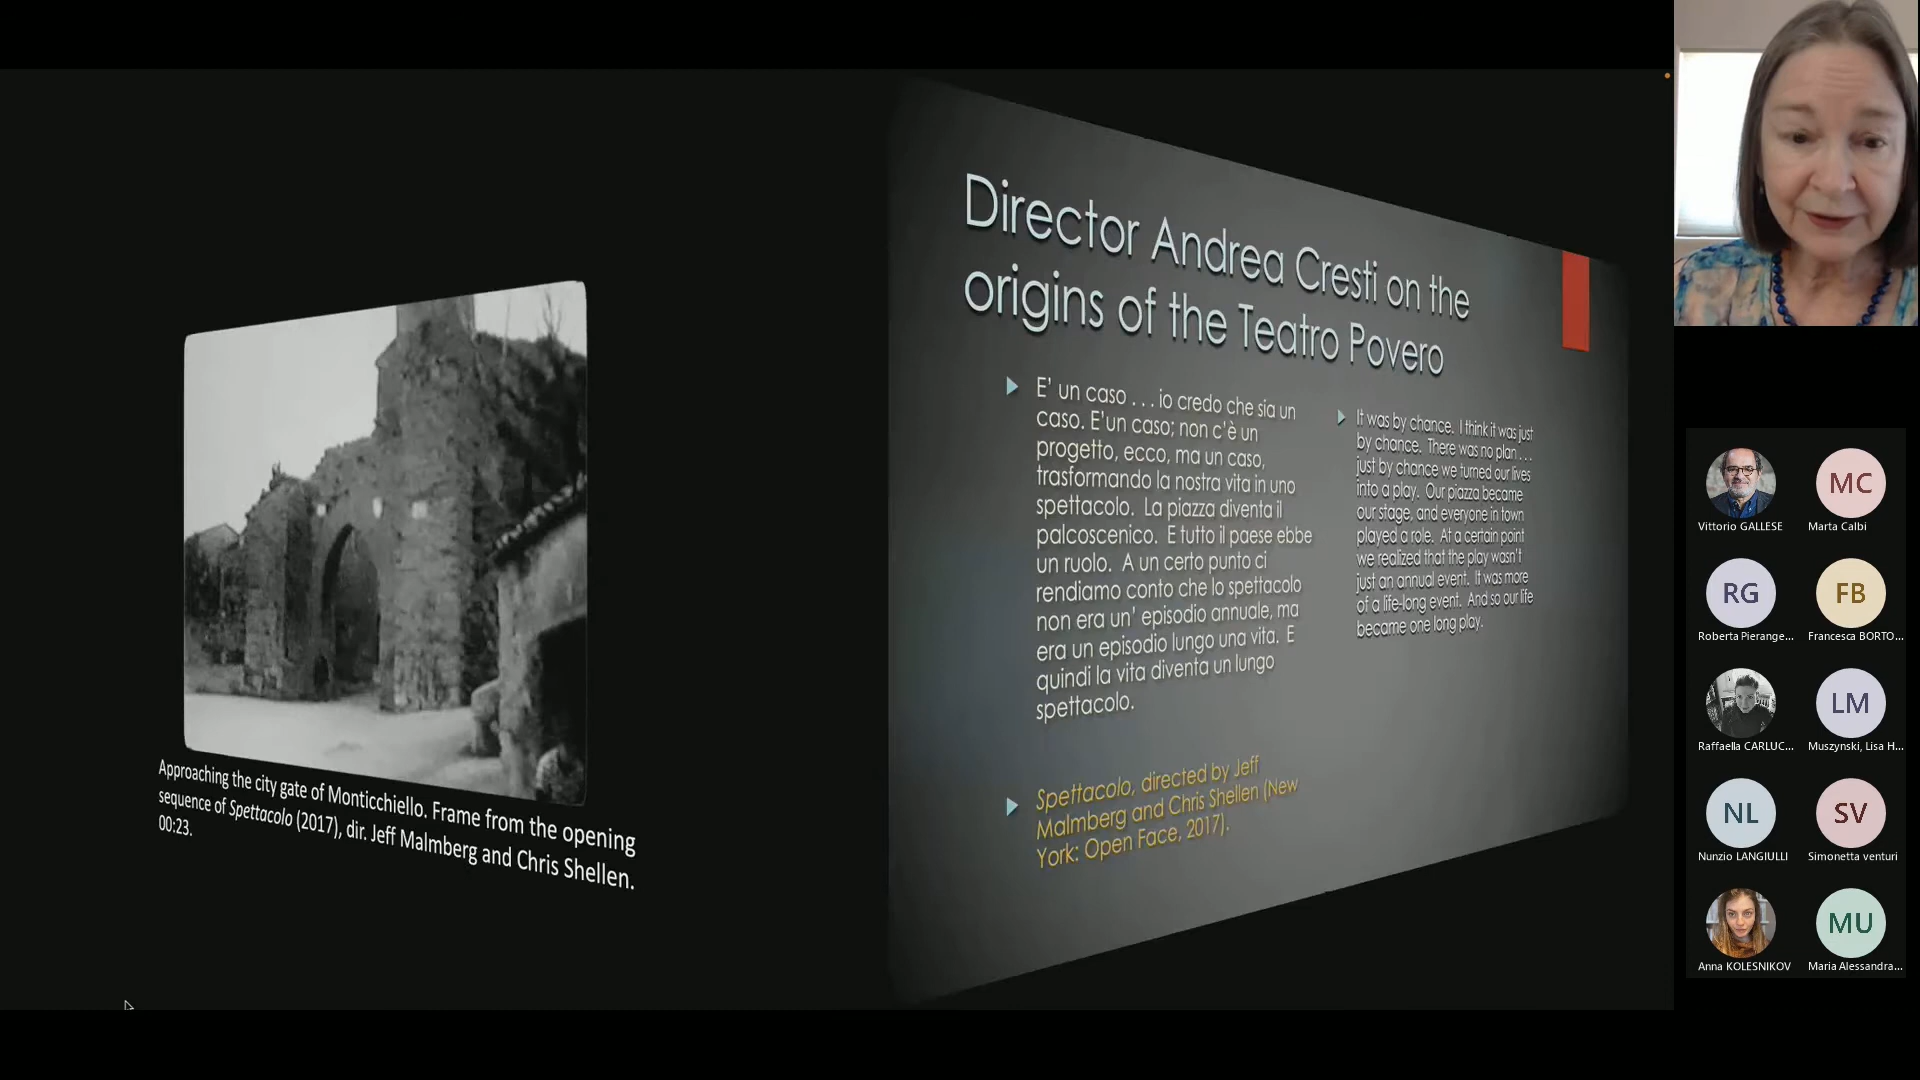 Director Andrea Cresti on the
origins of the Teatro Povero
E' un caso . . . io credo che sia un
caso. E'un caso; non c'è un
progetto, ecco, ma un caso,
trasformando la nostra vita in uno
spettacolo. La piazza diventa il
palcoscenico. E tutto il paese ebbe
un ruolo. A un certo punto ci
rendiamo conto che lo spettacolo
non era un' episodio annuale, ma
era un episodio lungo una vita. E
quindi la vita diventa un lungo
spettacolo.
Spettacolo, directed by Jeff
Malmberg and Chris Shellen (New
York: Open Face, 2017).
It was by chance. I think it was just
by chance. There was no plan . . .
just by chance we turned our lives
into a play. Our piazza became
our stage, and everyone in town
played a role. At a certain point
we realized that the play wasn't
just an annual event. It was more
of a life-long event. And so our life
became one long play.
Approaching the city gate of Monticchiello. Frame from the opening
sequence of Spettacolo (2017), dir. Jeff Malmberg and Chris Shellen.
00:23.
Vittorio GALLESE
MC
Marta Calbi
RG
Roberta Pierange...
FB
Francesca BORTO...
Raffaella CARLUC...
LM
Muszynski, Lisa H...
NL
Nunzio LANGIULLI
SV
Simonetta venturi
Anna KOLESNIKOV
MU
Maria Alessandra...